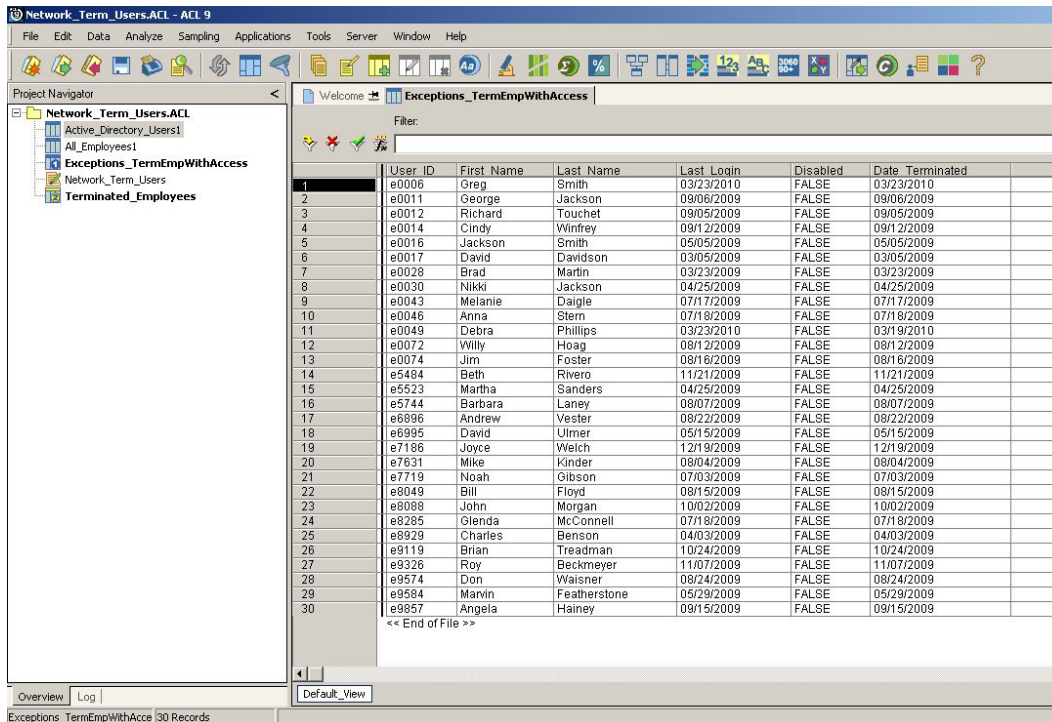 Network_Term_Users.ACL - ACL 9
File Edit Data Analyze Sampling Applications Tools Server Window Help
Project Navigator <
Welcome Exceptions_TermEmpWithAccess
Network_Term_Users.ACL
Active_Directory_Users1
All_Employees1
Exceptions_TermEmpWithAccess
Network_Term_Users
Terminated_Employees
Filter:
User_ID First_Name Last_Name Last_Login Disabled Date_Terminated
1 e0006 Greg Smith 03/23/2010 FALSE 03/23/2010
2 e0011 George Jackson 09/06/2009 FALSE 09/06/2009
3 e0012 Richard Touchet 09/05/2009 FALSE 09/05/2009
4 e0014 Cindy Winfrey 09/12/2009 FALSE 09/12/2009
5 e0016 Jackson Smith 05/05/2009 FALSE 05/05/2009
6 e0017 David Davidson 03/05/2009 FALSE 03/05/2009
7 e0028 Brad Martin 03/23/2009 FALSE 03/23/2009
8 e0030 Nikki Jackson 04/25/2009 FALSE 04/25/2009
9 e0043 Melanie Daigle 07/17/2009 FALSE 07/17/2009
10 e0046 Anna Stern 07/18/2009 FALSE 07/18/2009
11 e0049 Debra Phillips 03/23/2010 FALSE 03/19/2010
12 e0072 Willy Hoag 08/12/2009 FALSE 08/12/2009
13 e0074 Jim Foster 08/16/2009 FALSE 08/16/2009
14 e5484 Beth Rivero 11/21/2009 FALSE 11/21/2009
15 e5523 Martha Sanders 04/25/2009 FALSE 04/25/2009
16 e5744 Barbara Laney 08/07/2009 FALSE 08/07/2009
17 e6896 Andrew Vester 08/22/2009 FALSE 08/22/2009
18 e6995 David Ulmer 05/15/2009 FALSE 05/15/2009
19 e7186 Joyce Welch 12/19/2009 FALSE 12/19/2009
20 e7631 Mike Kinder 08/04/2009 FALSE 08/04/2009
21 e7719 Noah Gibson 07/03/2009 FALSE 07/03/2009
22 e8049 Bill Floyd 08/15/2009 FALSE 08/15/2009
23 e8088 John Morgan 10/02/2009 FALSE 10/02/2009
24 e8285 Glenda McConnell 07/18/2009 FALSE 07/18/2009
25 e8929 Charles Benson 04/03/2009 FALSE 04/03/2009
26 e9119 Brian Treadman 10/24/2009 FALSE 10/24/2009
27 e9326 Roy Beckmeyer 11/07/2009 FALSE 11/07/2009
28 e9574 Don Waisner 08/24/2009 FALSE 08/24/2009
29 e9584 Marvin Featherstone 05/29/2009 FALSE 05/29/2009
30 e9857 Angela Hainey 09/15/2009 FALSE 09/15/2009
<< End of File >>
Overview Log
Default_View
Exceptions_TermEmpWithAcce 30 Records